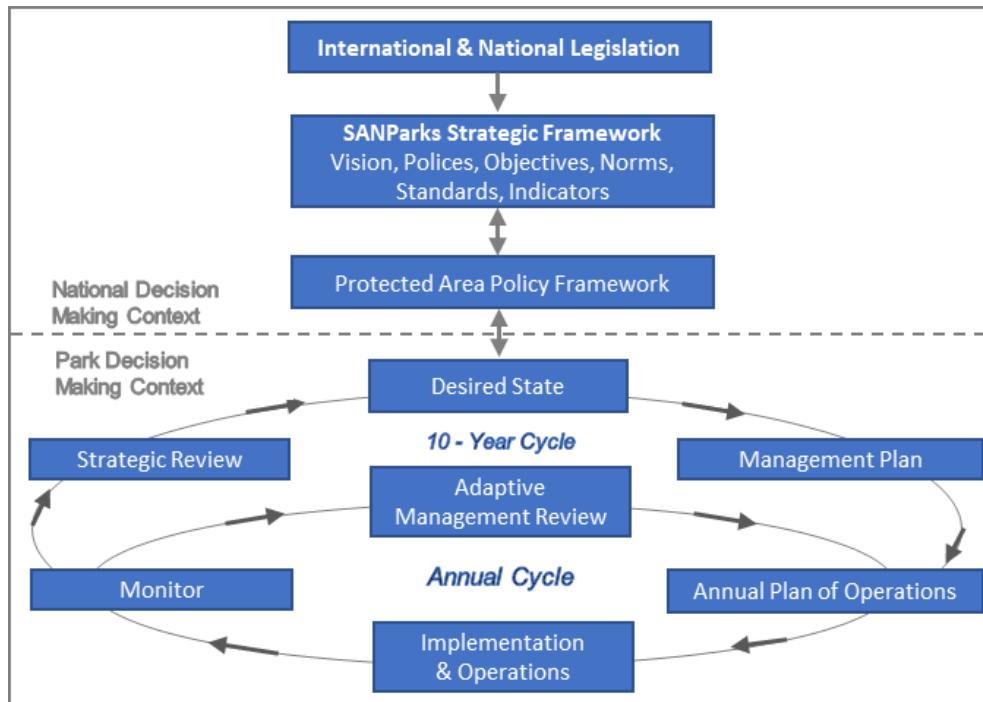 International & National Legislation
SANParks Strategic Framework
Vision, Polices, Objectives, Norms,
Standards, Indicators
Protected Area Policy Framework
National Decision
Making Context
Park Decision
Making Context
Desired State
10 - Year Cycle
Strategic Review
Management Plan
Adaptive
Management Review
Annual Cycle
Monitor
Annual Plan of Operations
Implementation
& Operations